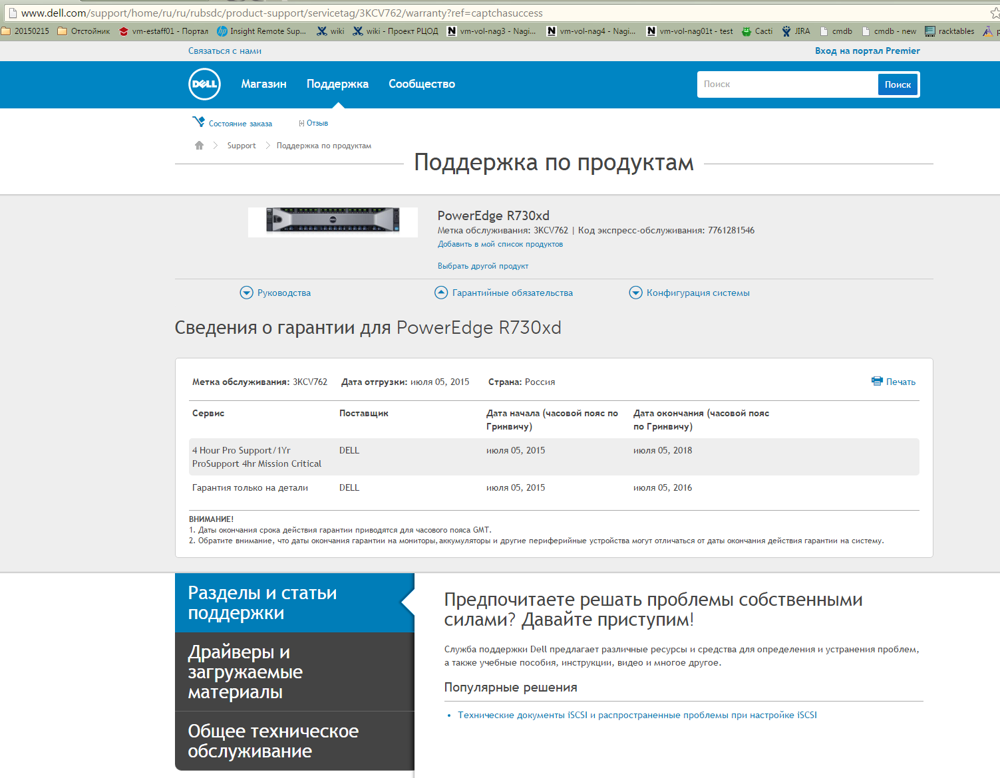 www.dell.com/support/home/ru/ru/rubsdc/product-support/servicetag/3KCV762/warranty?ref=captchasuccess
20150215 Отстойник vm-estaff01 - Портал Insight Remote Sup... wiki wiki - Проект РЦОД vm-vol-nag3 - Nagi... vm-vol-nag4 - Nagi... vm-vol-nag01t - test Cacti JIRA cmdb cmdb - new racktables
Связаться с нами Вход на портал Premier
DELL Магазин Поддержка Сообщество Поиск Поиск
Состояние заказа [+] Отзыв
Support Поддержка по продуктам
Поддержка по продуктам
PowerEdge R730xd
Метка обслуживания: 3KCV762 | Код экспресс-обслуживания: 7761281546
Добавить в мой список продуктов
Выбрать другой продукт
Руководства Гарантийные обязательства Конфигурация системы
Сведения о гарантии для PowerEdge R730xd
Метка обслуживания: 3KCV762 Дата отгрузки: июля 05, 2015 Страна: Россия Печать
Сервис Поставщик Дата начала (часовой пояс по Дата окончания (часовой пояс
Гринвичу) по Гринвичу)
4 Hour Pro Support/1Yr DELL июля 05, 2015 июля 05, 2018
ProSupport 4hr Mission Critical
Гарантия только на детали DELL июля 05, 2015 июля 05, 2016
ВНИМАНИЕ!
1. Даты окончания срока действия гарантии приводятся для часового пояса GMT.
2. Обратите внимание, что даты окончания гарантии на мониторы, аккумуляторы и другие периферийные устройства могут отличаться от даты окончания действия гарантии на систему.
Разделы и статьи
поддержки
Драйверы и
загружаемые
материалы
Общее техническое
обслуживание
Предпочитаете решать проблемы собственными
силами? Давайте приступим!
Служба поддержки Dell предлагает различные ресурсы и средства для определения и устранения проблем,
а также учебные пособия, инструкции, видео и многое другое.
Популярные решения
• Технические документы iSCSI и распространенные проблемы при настройке iSCSI